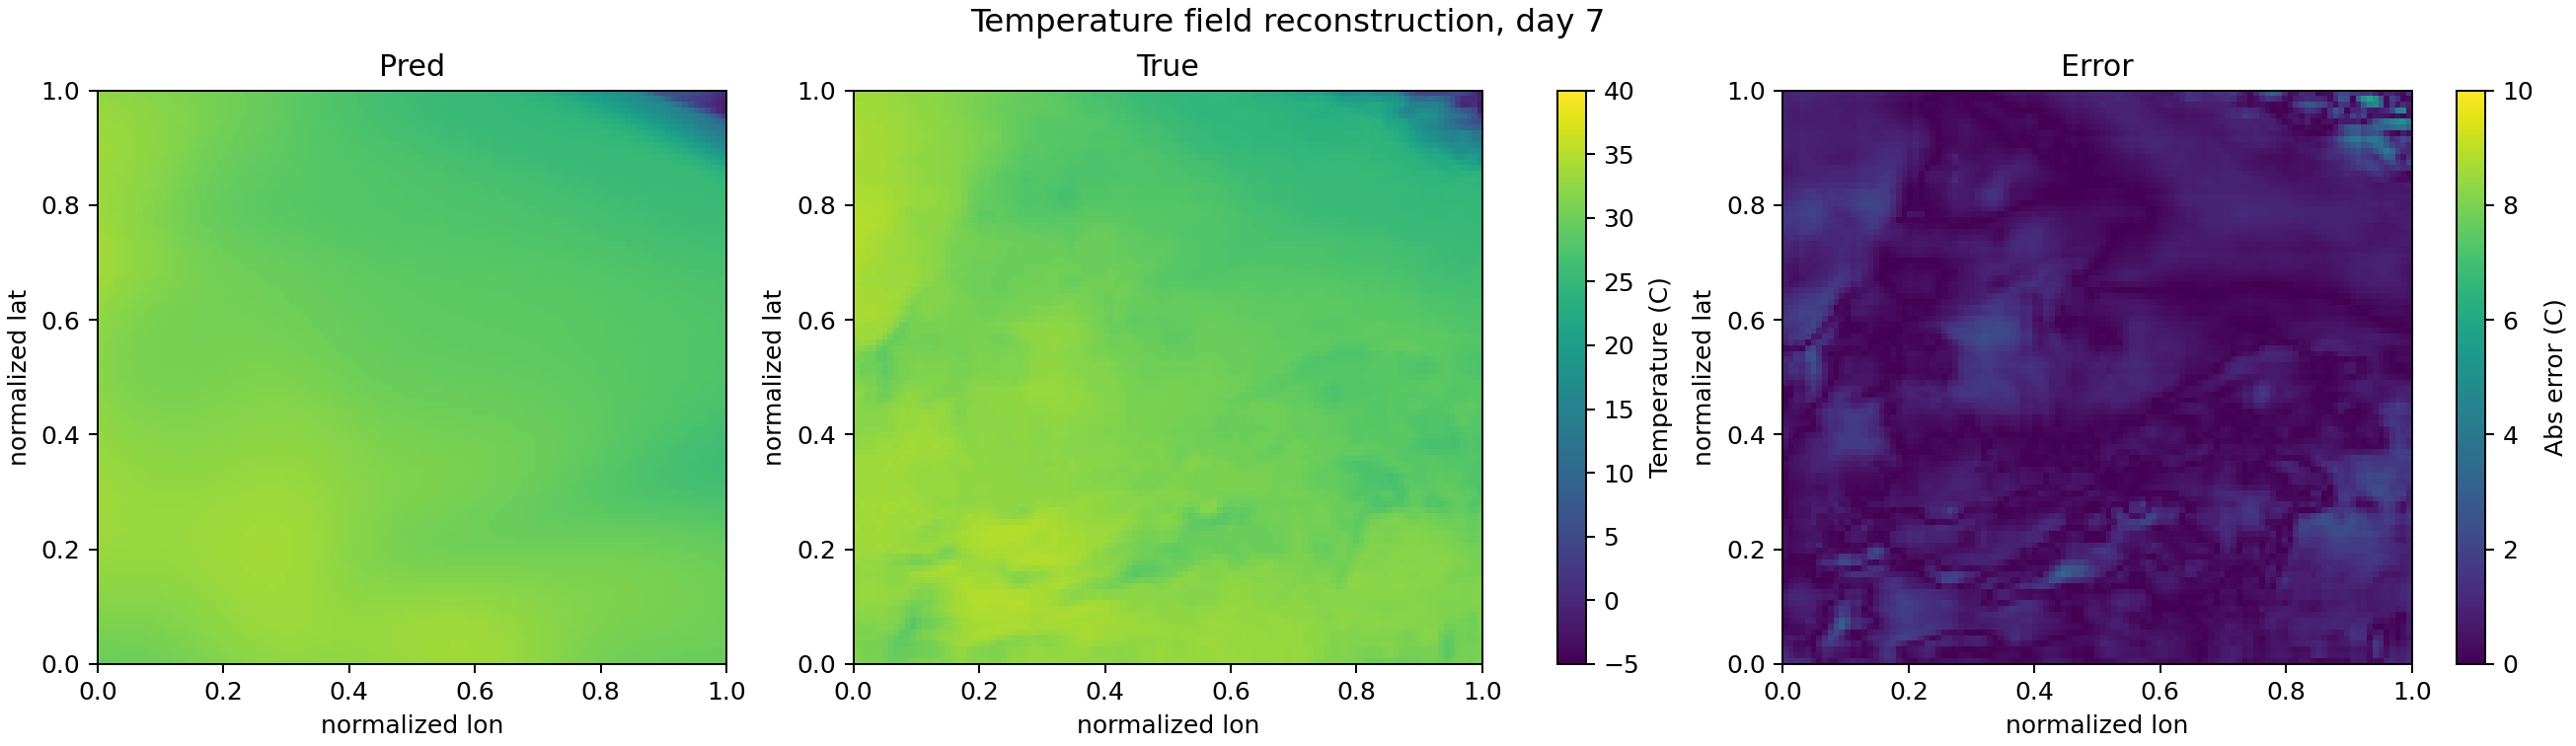 Temperature field reconstruction, day 7
Pred
1.0
0.8
0.6
0.4
0.2
0.0
normalized lat
0.0 0.2 0.4 0.6 0.8 1.0
normalized lon
True
1.0
0.8
0.6
0.4
0.2
0.0
normalized lat
0.0 0.2 0.4 0.6 0.8 1.0
normalized lon
40
35
30
25
20
15
10
5
0
−5
Temperature (C)
Error
1.0
0.8
0.6
0.4
0.2
0.0
normalized lat
0.0 0.2 0.4 0.6 0.8 1.0
normalized lon
10
8
6
4
2
0
Abs error (C)